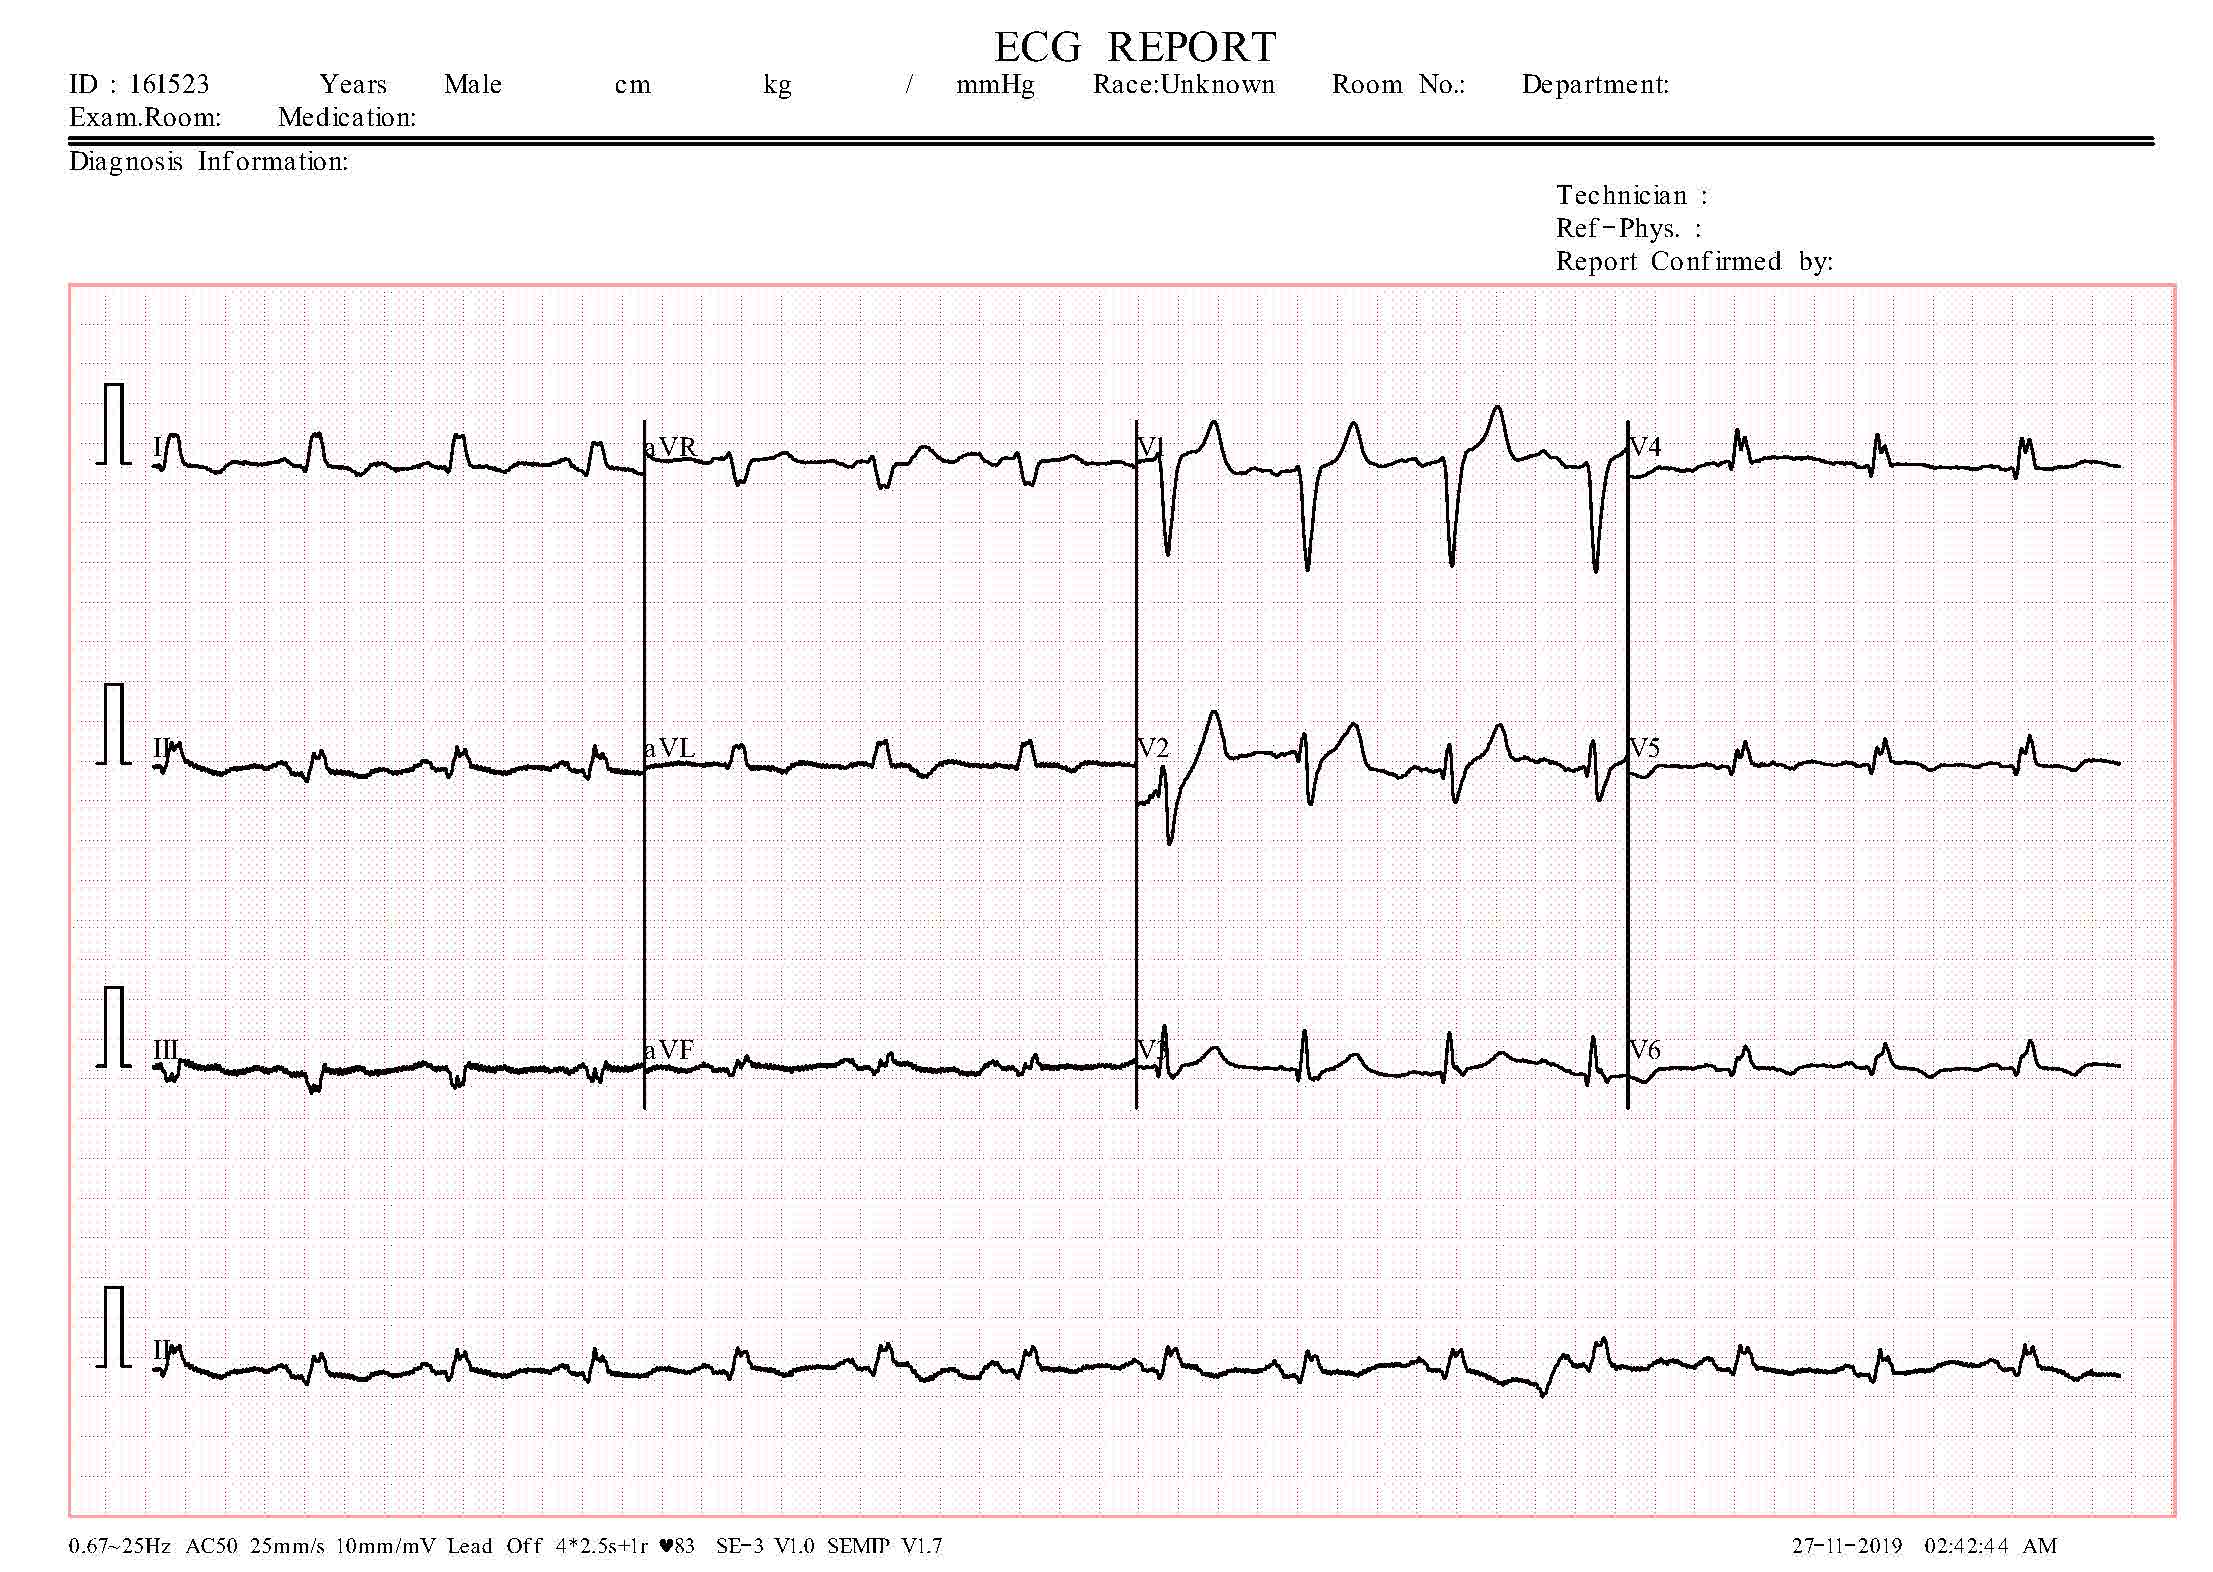 ECG REPORT
ID : 161523 Years Male cm kg / mmHg Race:Unknown Room No.: Department:
Exam.Room: Medication:
Diagnosis Information:
Technician :
Ref-Phys. :
Report Confirmed by:
I aVR V1 V4
II aVL V2 V5
III aVF V3 V6
II
0.67~25Hz AC50 25mm/s 10mm/mV Lead Off 4*2.5s+1r ♥83 SE-3 V1.0 SEMIP V1.7 27-11-2019 02:42:44 AM